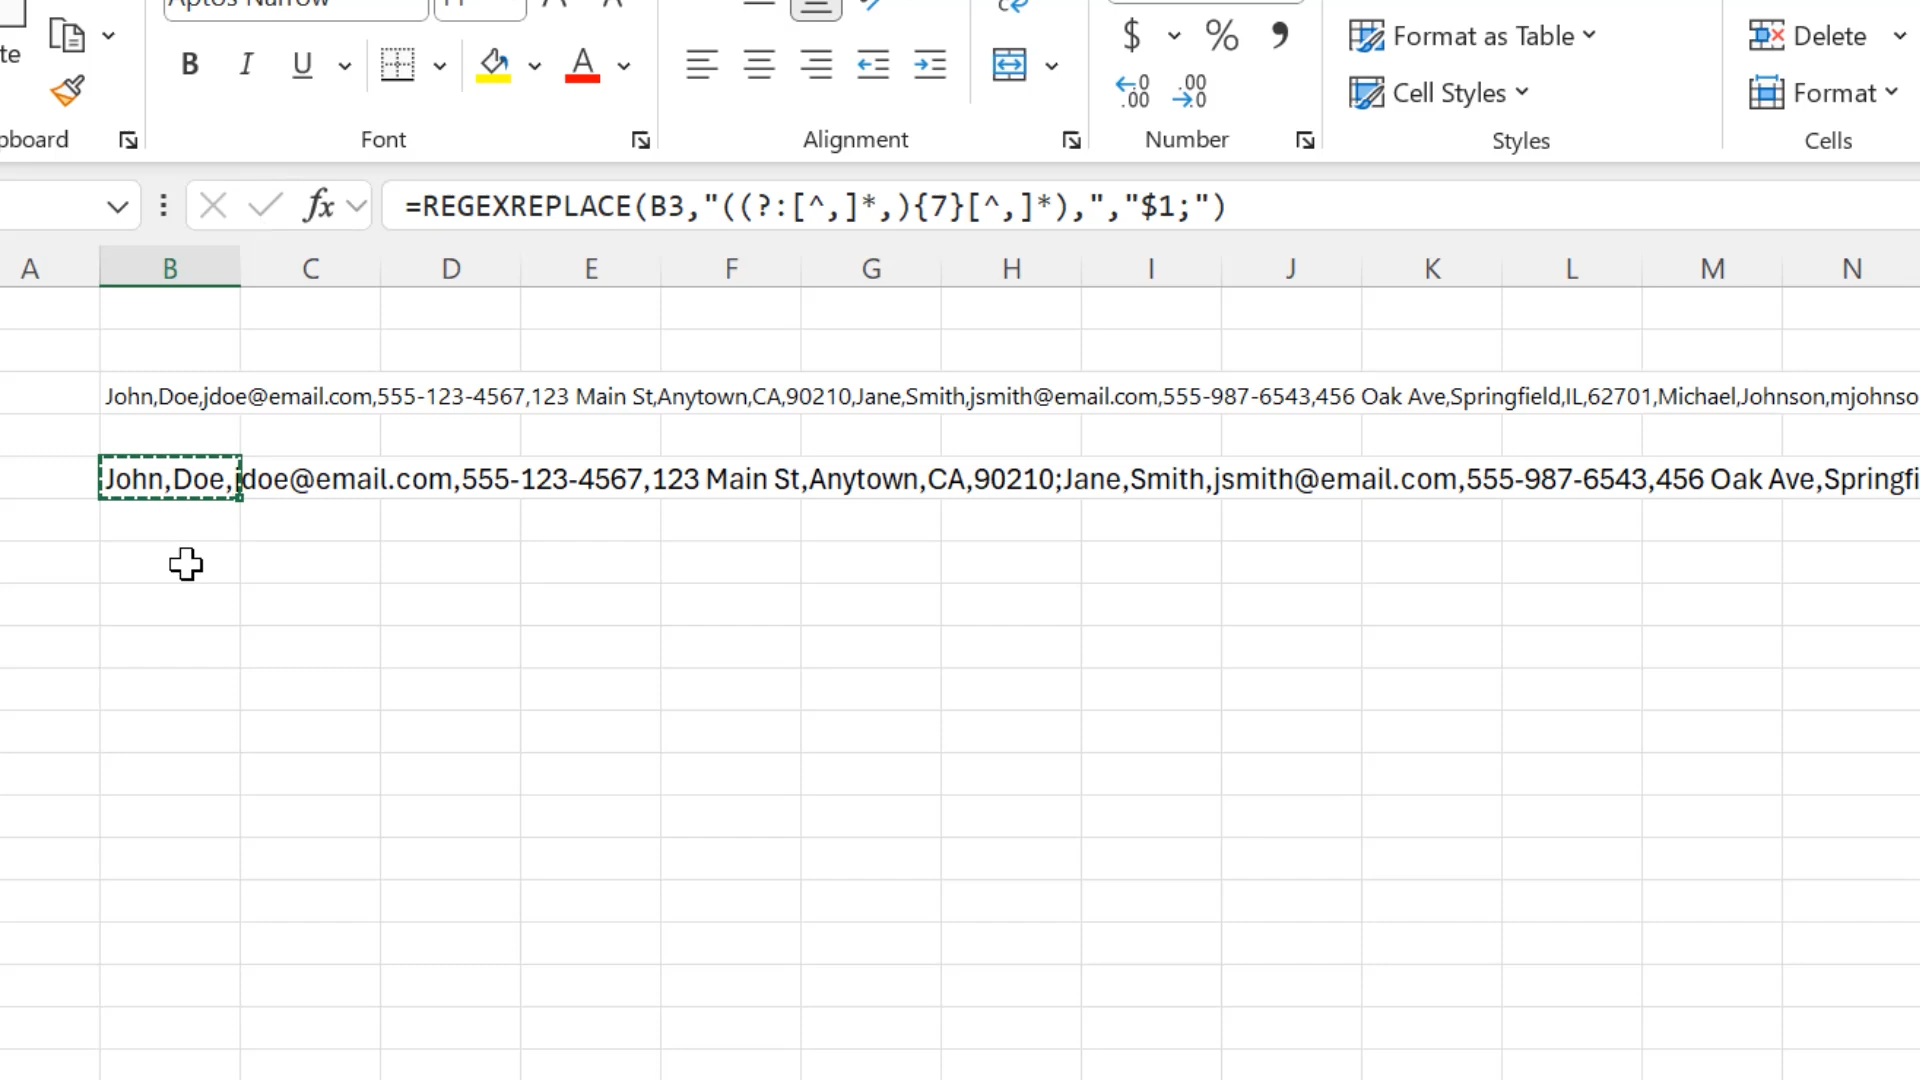 B I U A
$ % 9
Format as Table
Delete
Cell Styles
Format
Font
Alignment
Number
Styles
Cells
fx =REGEXREPLACE(B3,"((?:[^,]*,){7}[^,]*),","$1;")
A B C D E F G H I J K L M N
John,Doe,jdoe@email.com,555-123-4567,123 Main St,Anytown,CA,90210,Jane,Smith,jsmith@email.com,555-987-6543,456 Oak Ave,Springfield,IL,62701,Michael,Johnson,mjohnso
John,Doe,jdoe@email.com,555-123-4567,123 Main St,Anytown,CA,90210;Jane,Smith,jsmith@email.com,555-987-6543,456 Oak Ave,Springfi